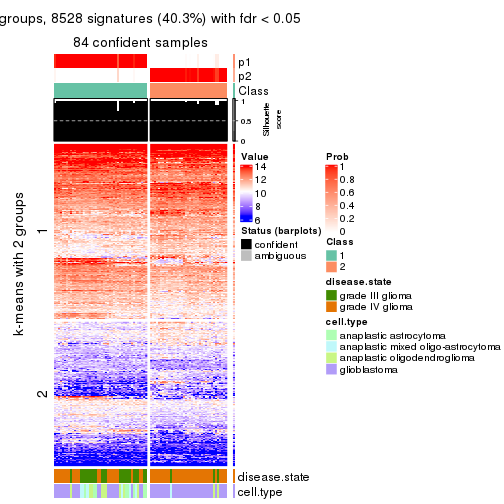 groups, 8528 signatures (40.3%) with fdr < 0.05
84 confident samples
p1
p2
Class
1
0.5
0
Silhouette
score
k-means with 2 groups
1
2
Value
14
12
10
8
6
Status (barplots)
confident
ambiguous
Prob
1
0.8
0.6
0.4
0.2
0
Class
1
2
disease.state
grade III glioma
grade IV glioma
cell.type
anaplastic astrocytoma
anaplastic mixed oligo-astrocytoma
anaplastic oligodendroglioma
glioblastoma
disease.state
cell.type